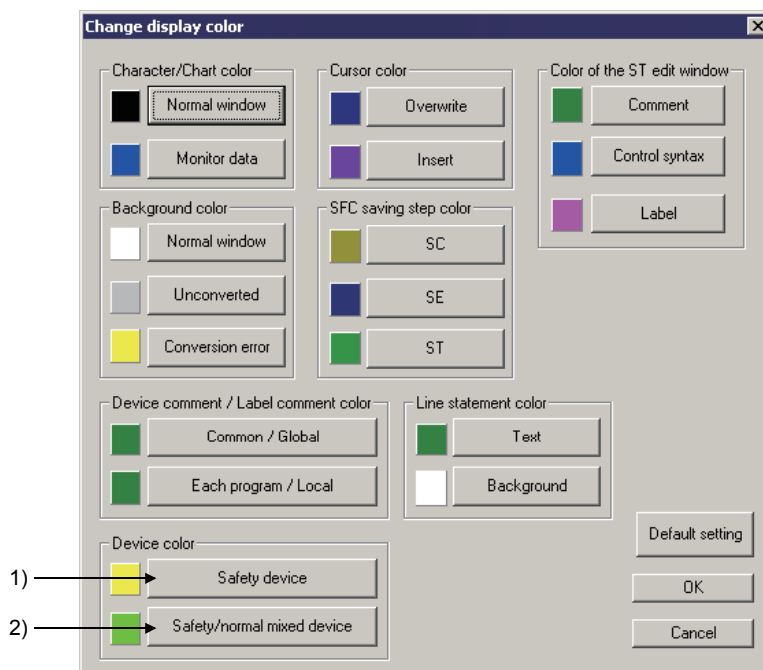 Change display color
Character/Chart color
Normal window
Monitor data
Cursor color
Overwrite
Insert
Color of the ST edit window
Comment
Control syntax
Label
Background color
Normal window
Unconverted
Conversion error
SFC saving step color
SC
SE
ST
Device comment / Label comment color
Common / Global
Each program / Local
Line statement color
Text
Background
Device color
1) Safety device
2) Safety/normal mixed device
Default setting
OK
Cancel